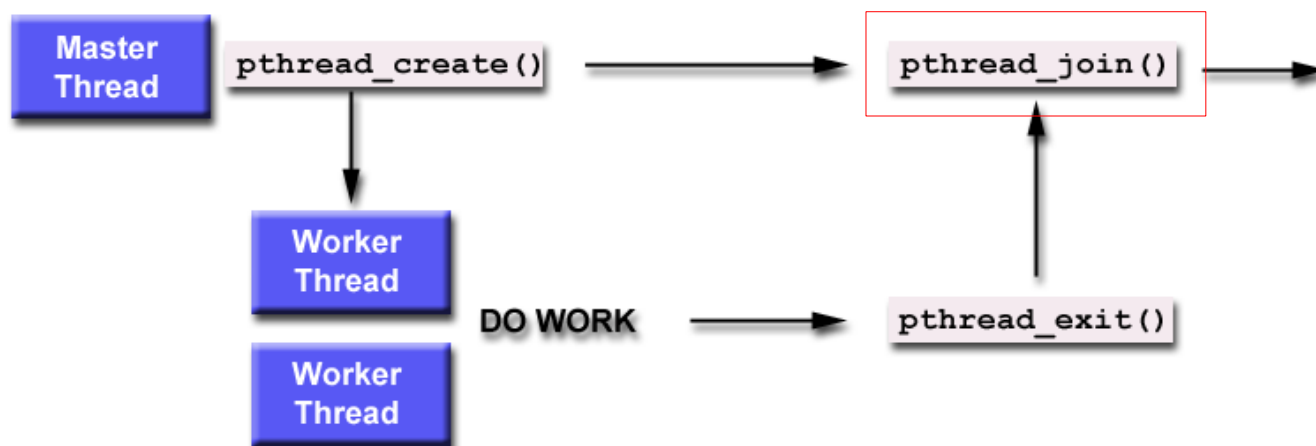 Master
Thread
pthread_create()
pthread_join()
Worker
Thread
DO WORK
pthread_exit()
Worker
Thread